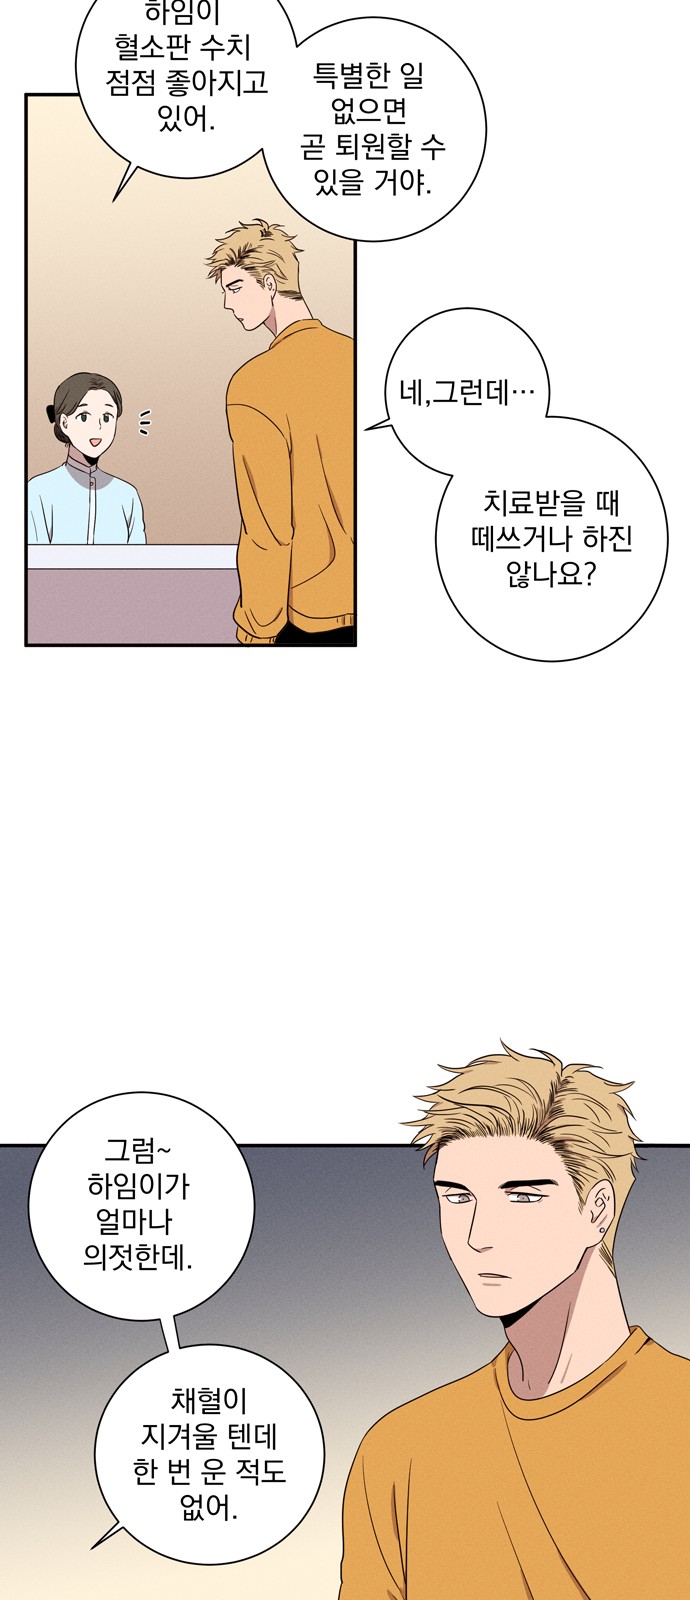 하임이
혈소판 수치
점점 좋아지고
있어.
특별한 일
없으면
곧 퇴원할 수
있을 거야.
네,그런데…
치료받을 때
떼쓰거나 하진
않나요?
그럼~
하임이가
얼마나
의젓한데.
채혈이
지겨울 텐데
한 번 운 적도
없어.